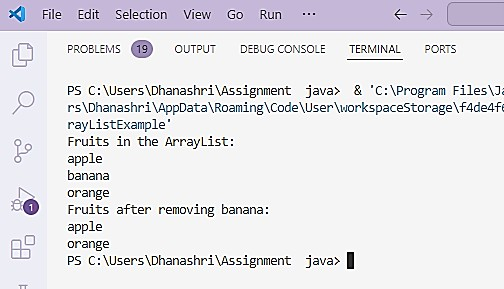 File Edit Selection View Go Run ...
PROBLEMS 19 OUTPUT DEBUG CONSOLE TERMINAL PORTS
PS C:\Users\Dhanashri\Assignment  java>  & 'C:\Program Files\Ja
rs\Dhanashri\AppData\Roaming\Code\User\workspaceStorage\f4de4f6
rayListExample'
Fruits in the ArrayList:
apple
banana
orange
Fruits after removing banana:
apple
orange
1
PS C:\Users\Dhanashri\Assignment  java>